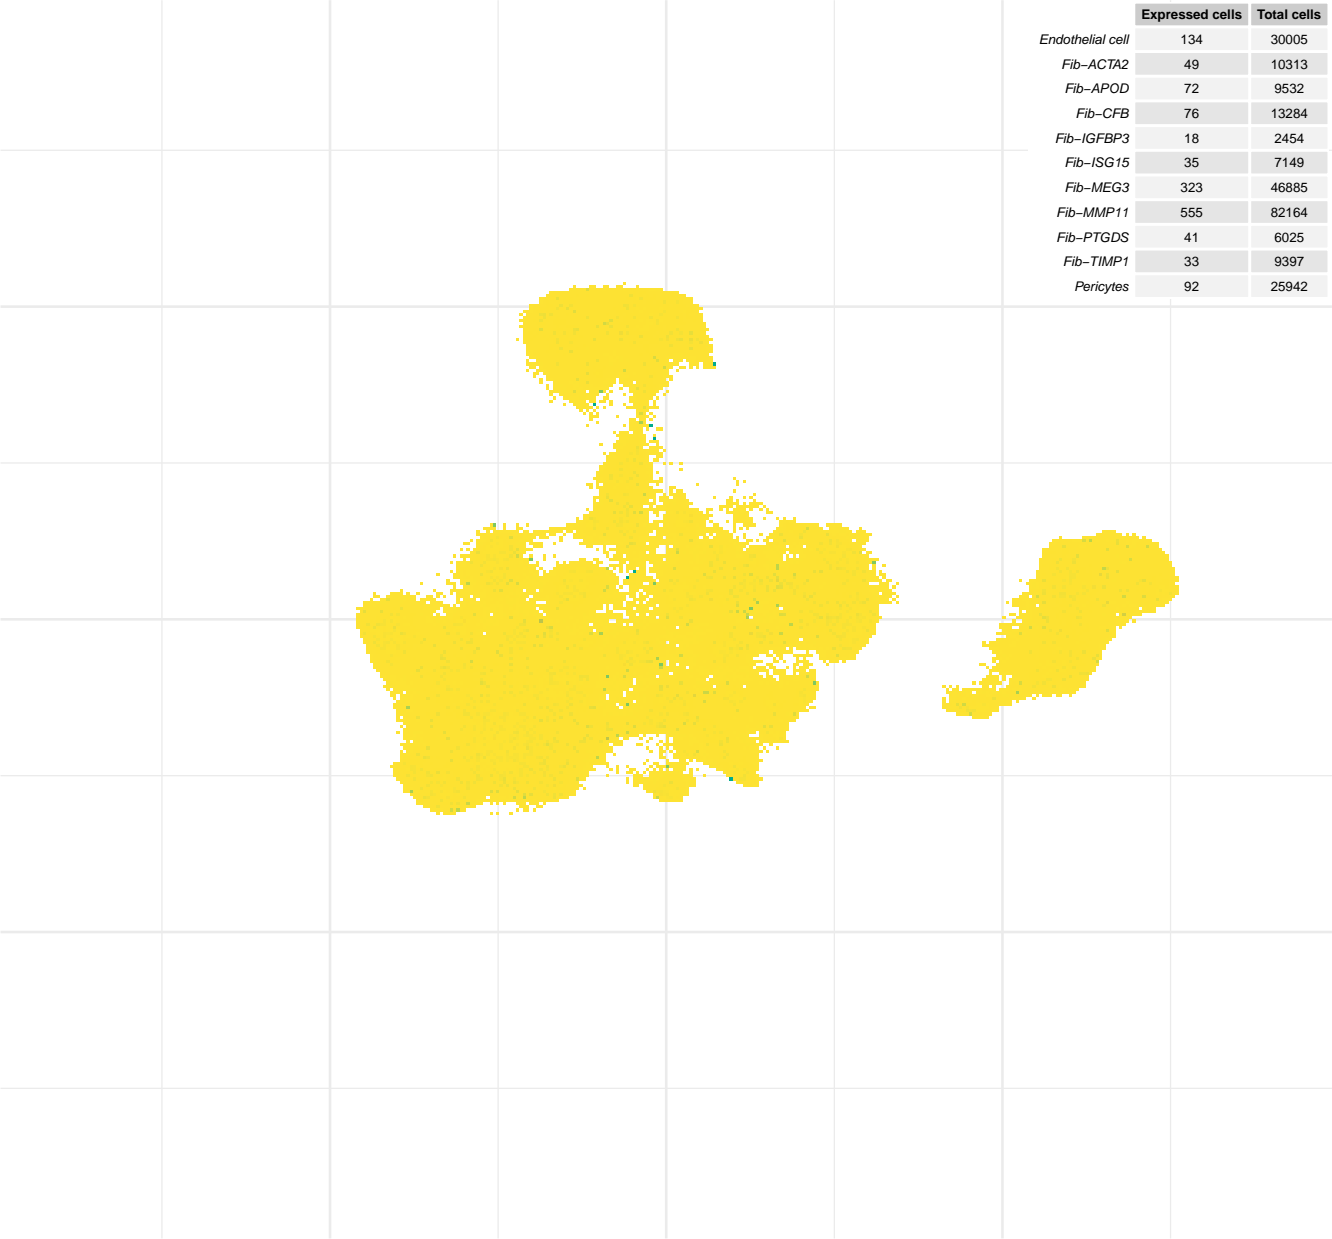 Expressed cells Total cells
Endothelial cell 134 30005
Fib−ACTA2 49 10313
Fib−APOD 72 9532
Fib−CFB 76 13284
Fib−IGFBP3 18 2454
Fib−ISG15 35 7149
Fib−MEG3 323 46885
Fib−MMP11 555 82164
Fib−PTGDS 41 6025
Fib−TIMP1 33 9397
Pericytes 92 25942